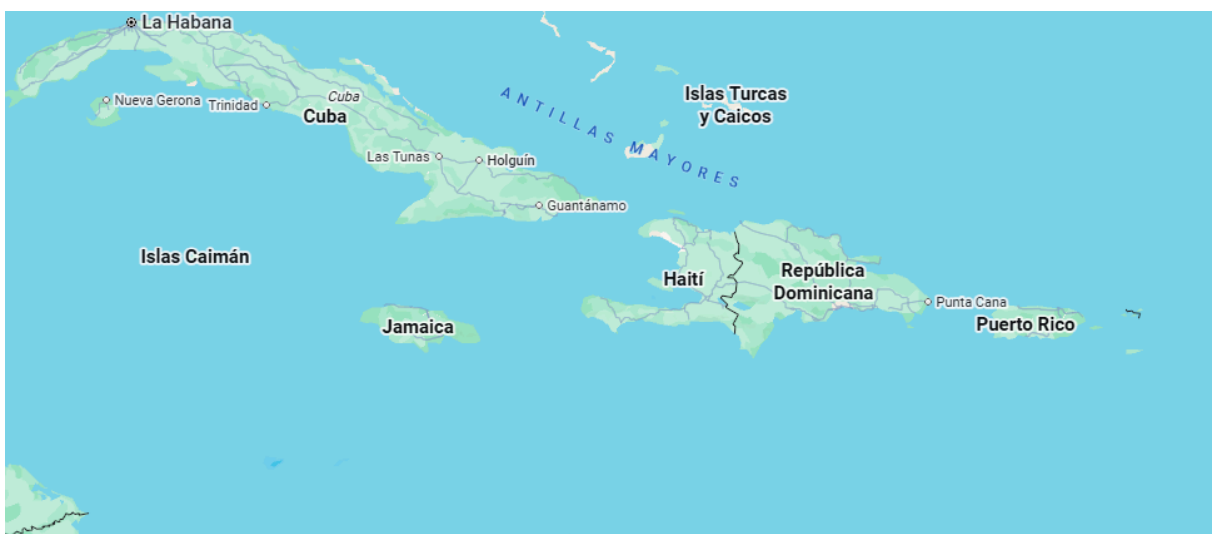 La Habana
Nueva Gerona
Trinidad
Cuba
Cuba
Las Tunas
Holguín
Guantánamo
ANTILLAS MAYORES
Islas Turcas
y Caicos
Islas Caimán
Jamaica
Haití
República
Dominicana
Punta Cana
Puerto Rico